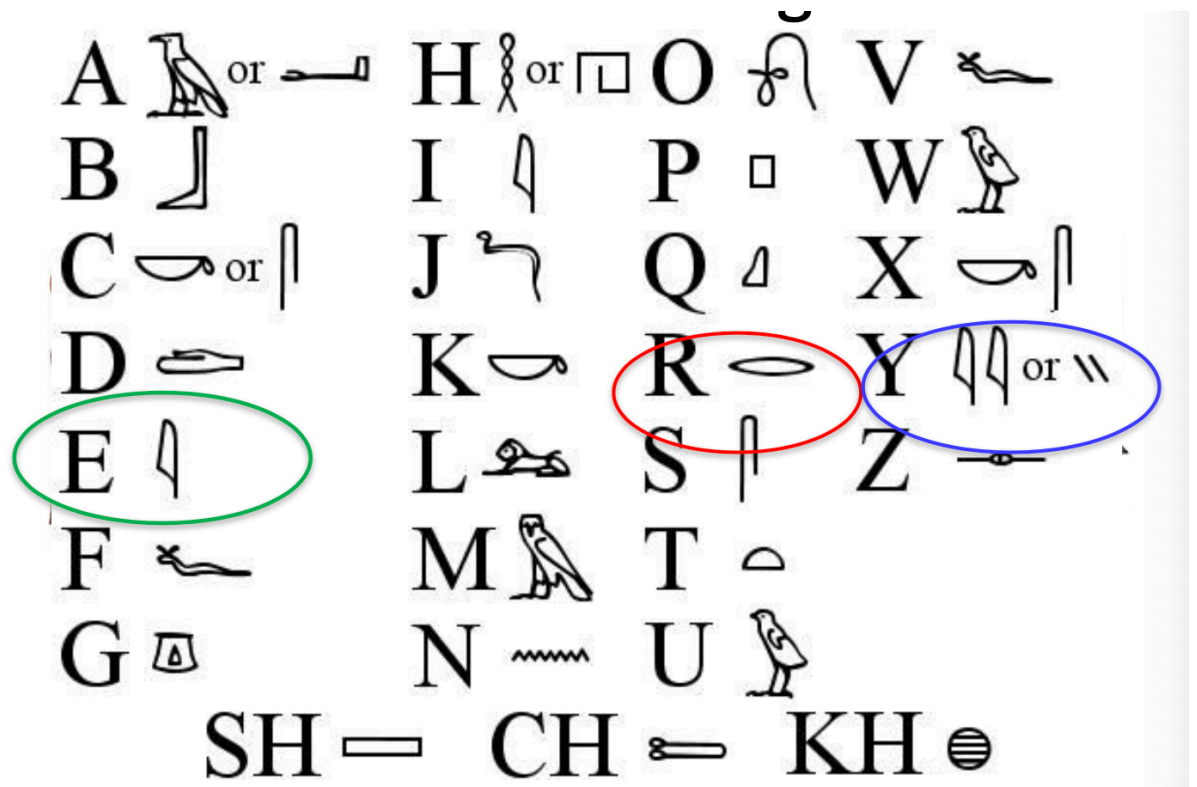 A or H or O V
B I P W
C or J Q X
D K R Y or
E L S Z
F M T
G N U
SH CH KH